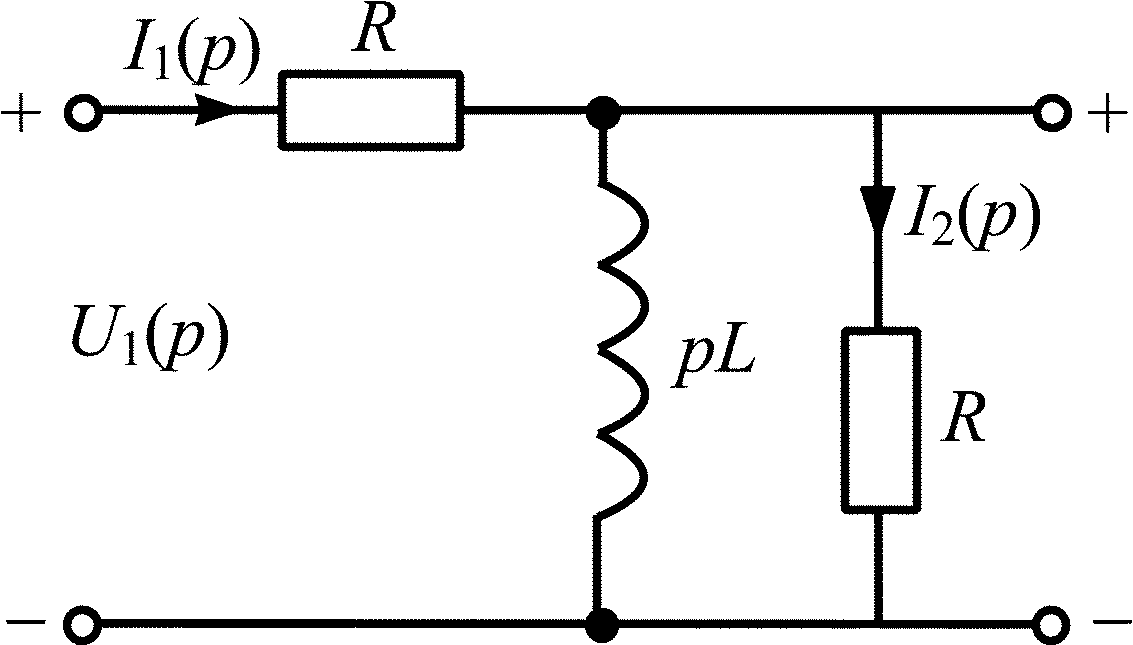 I₁(p) R
+ +
I₂(p)
U₁(p) pL
R
− −